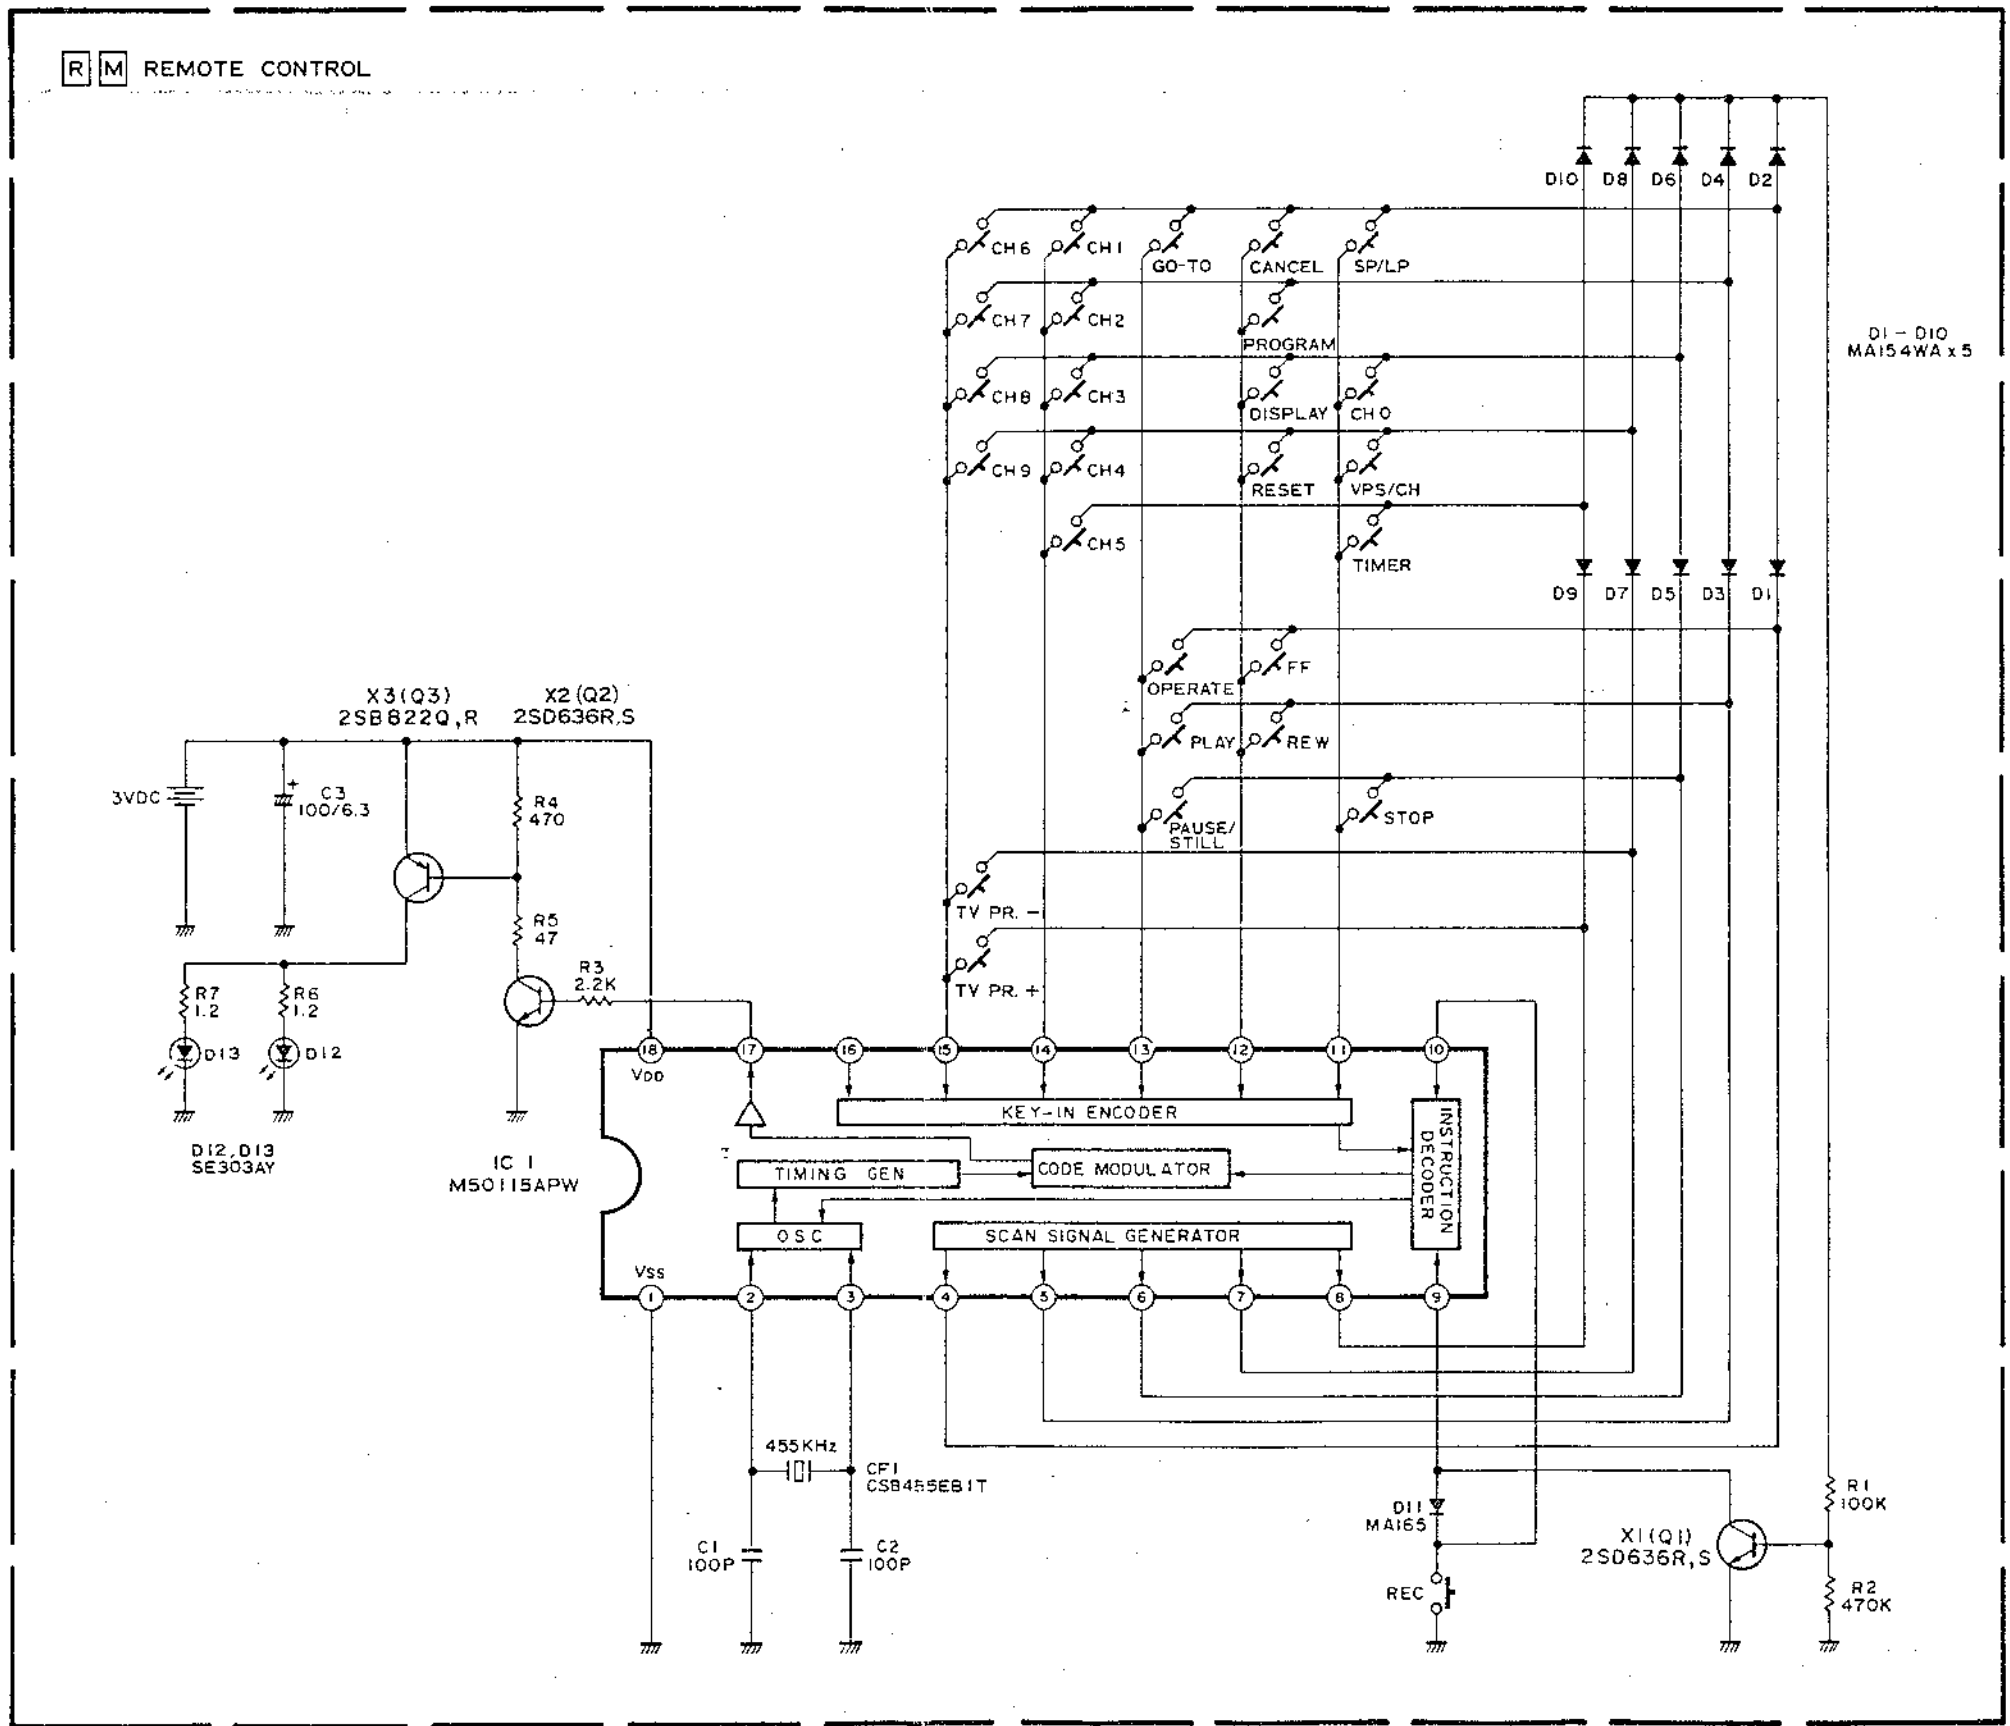 R M REMOTE CONTROL
D10 D8 D6 D4 D2
CH6 CH1 GO-TO CANCEL SP/LP
CH7 CH2 PROGRAM
D1 - D10
MA154WA x 5
CH8 CH3 DISPLAY CH0
CH9 CH4 RESET VPS/CH
CH5 TIMER
D9 D7 D5 D3 D1
OPERATE FF
X3(Q3)
2SB822Q,R
X2(Q2)
2SD636R,S
PLAY REW
3VDC
C3
100/6.3
R4
470
PAUSE/
STILL
STOP
TV PR. -
R5
47
R3
2.2K
TV PR. +
R7
1.2
R6
1.2
D13
D12
18 17 16 15 14 13 12 11 10
VDD
KEY-IN ENCODER
INSTRUCTION
DECODER
D12,D13
SE303AY
IC 1
M50115APW
TIMING GEN
CODE MODULATOR
OSC
SCAN SIGNAL GENERATOR
VSS
1 2 3 4 5 6 7 8 9
455KHz
CF1
CSB455EB1T
D11
MA165
R1
100K
C1
100P
C2
100P
X1(Q1)
2SD636R,S
REC
R2
470K